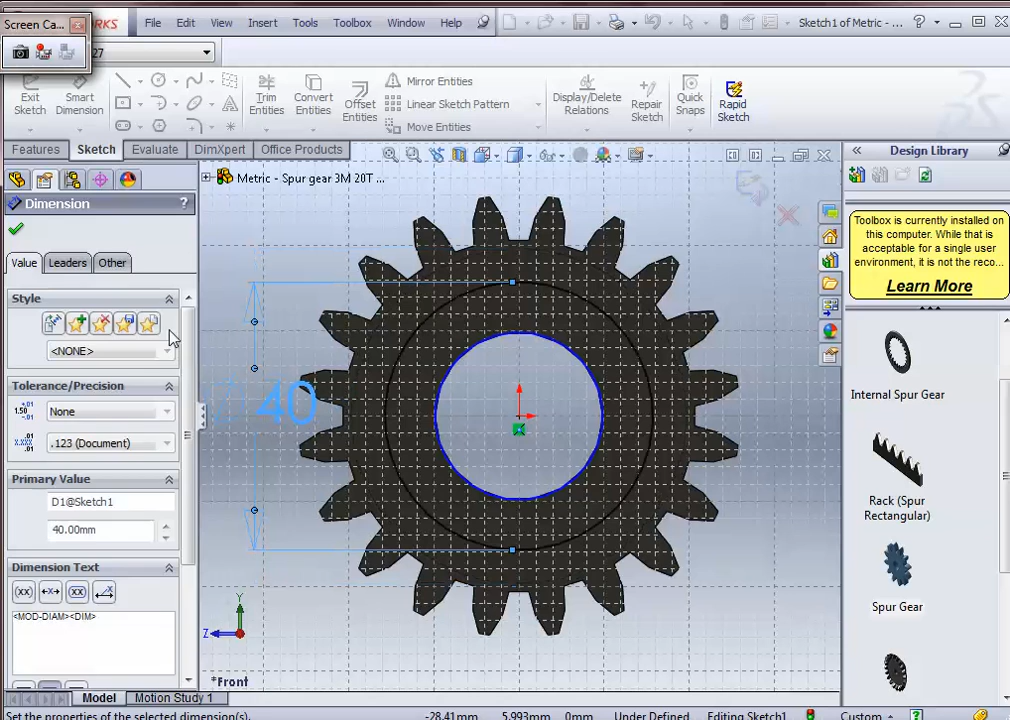 Screen Ca...
RKS
File Edit View Insert Tools Toolbox Window Help
Sketch1 of Metric - ...
27
Exit Sketch
Smart Dimension
Trim Entities
Convert Entities
Offset Entities
Mirror Entities
Linear Sketch Pattern
Move Entities
Display/Delete Relations
Repair Sketch
Quick Snaps
Rapid Sketch
Features Sketch Evaluate DimXpert Office Products
Design Library
Metric - Spur gear 3M 20T ...
Dimension ?
Value Leaders Other
Style
<NONE>
Tolerance/Precision
None
.123 (Document)
Primary Value
D1@Sketch1
40.00mm
Dimension Text
(xx)
(xx)
<MOD-DIAM><DIM>
Ø 40
Y
Z
*Front
Toolbox is currently installed on
this computer. While that is
acceptable for a single user
environment, it is not the reco...
Learn More
Internal Spur Gear
Rack (Spur
Rectangular)
Spur Gear
Model Motion Study 1
Set the properties of the selected dimension(s).
-28.41mm 5.993mm 0mm Under Defined Editing Sketch1 Custom